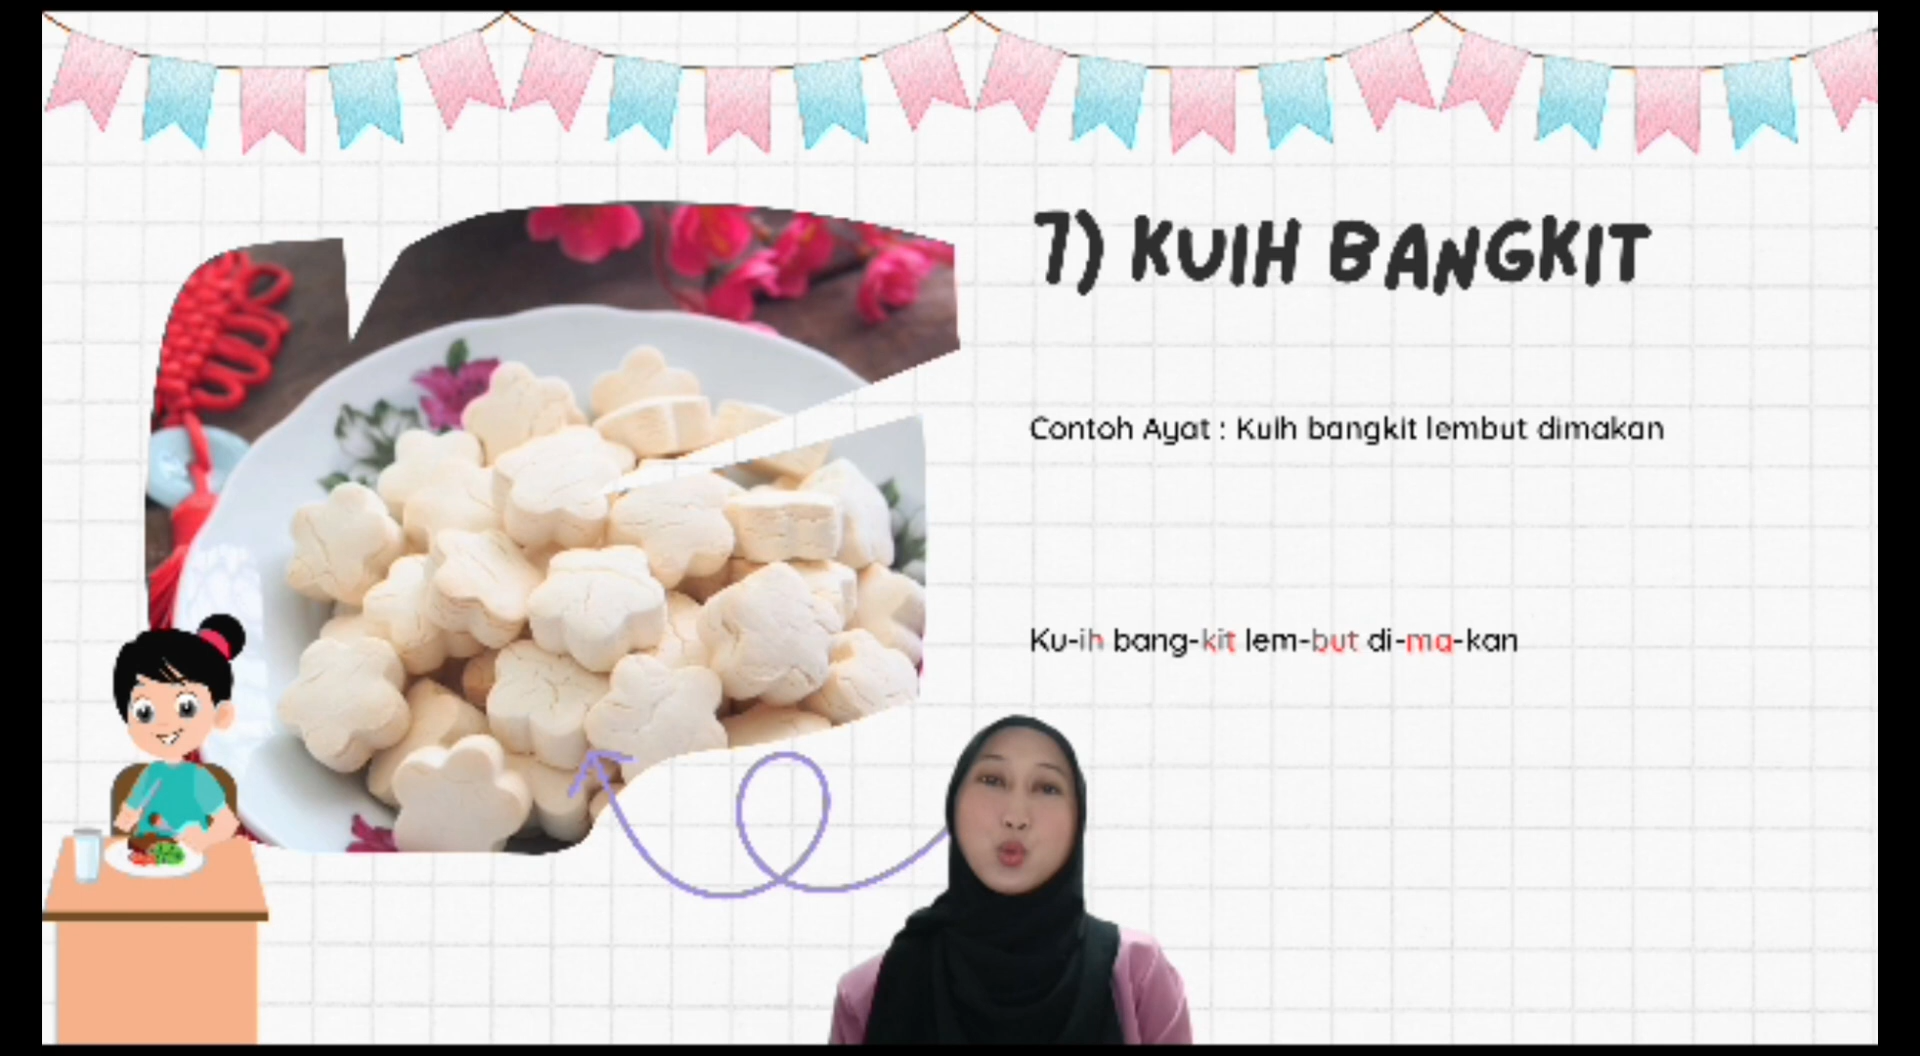 7) KUIH BANGKIT
Contoh Ayat : Kuih bangkit lembut dimakan
Ku-ih bang-kit lem-but di-ma-kan